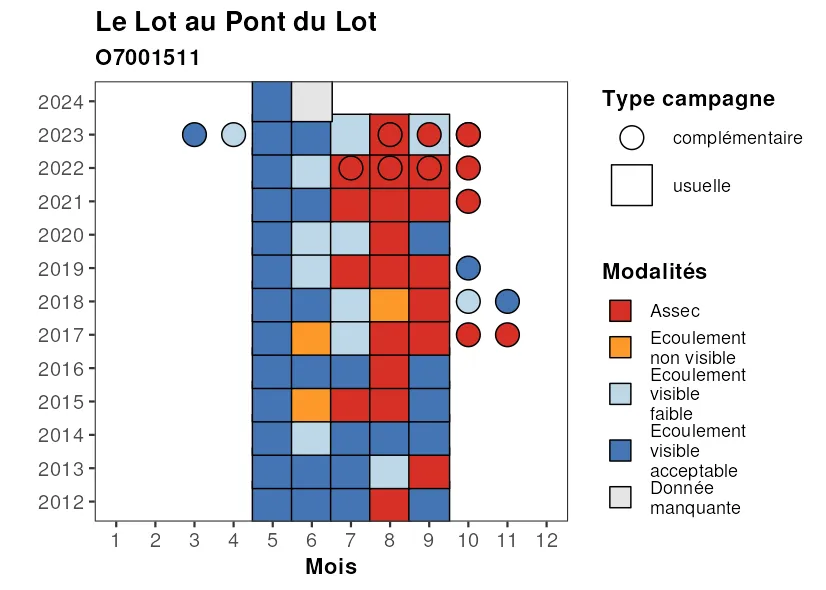 Le Lot au Pont du Lot
O7001511
2024
2023
2022
2021
2020
2019
2018
2017
2016
2015
2014
2013
2012
1 2 3 4 5 6 7 8 9 10 11 12
Mois
Type campagne
complémentaire
usuelle
Modalités
Assec
Ecoulement
non visible
Ecoulement
visible
faible
Ecoulement
visible
acceptable
Donnée
manquante